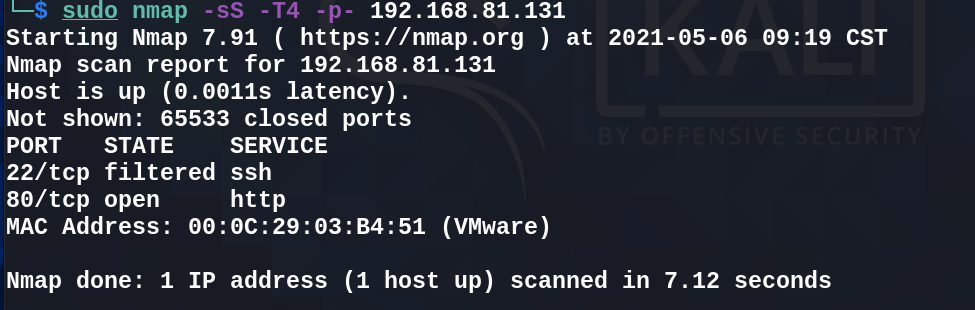 └─$ sudo nmap -sS -T4 -p- 192.168.81.131
Starting Nmap 7.91 ( https://nmap.org ) at 2021-05-06 09:19 CST
Nmap scan report for 192.168.81.131
Host is up (0.0011s latency).
Not shown: 65533 closed ports
PORT   STATE    SERVICE
22/tcp filtered ssh
80/tcp open     http
MAC Address: 00:0C:29:03:B4:51 (VMware)
Nmap done: 1 IP address (1 host up) scanned in 7.12 seconds
KALI
BY OFFENSIVE SECURITY